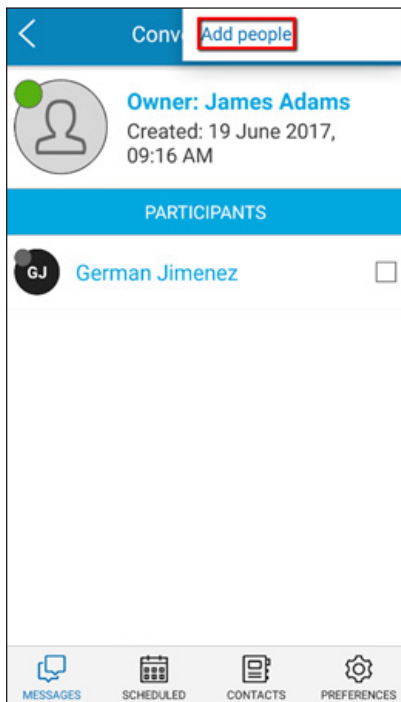 Conv
Add people
Owner: James Adams
Created: 19 June 2017,
09:16 AM
PARTICIPANTS
GJ
German Jimenez
MESSAGES
SCHEDULED
CONTACTS
PREFERENCES